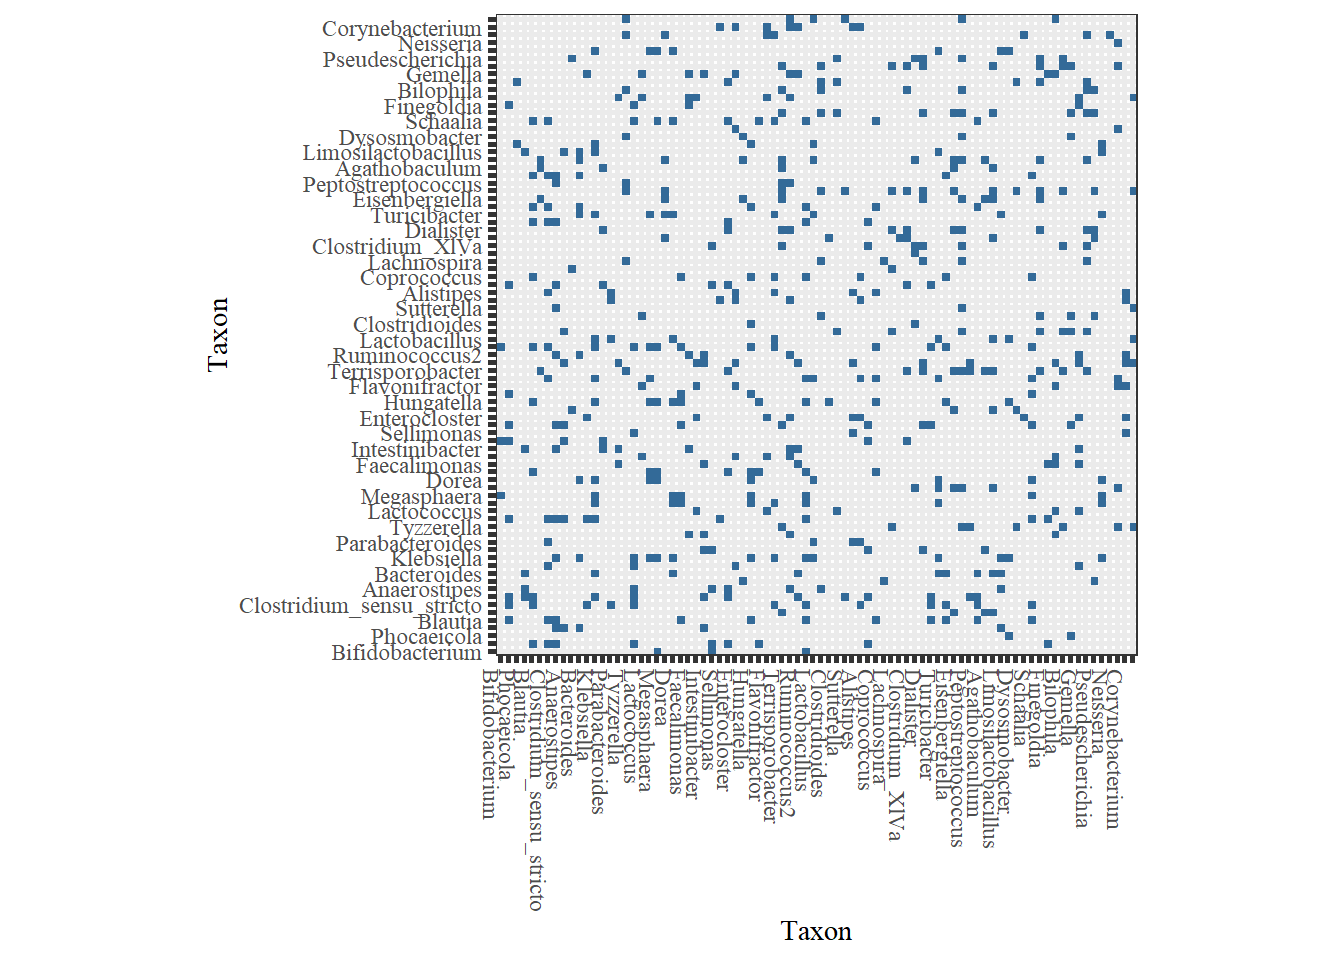 Corynebacterium
Neisseria
Pseudescherichia
Gemella
Bilophila
Finegoldia
Schaalia
Dysosmobacter
Limosilactobacillus
Agathobaculum
Peptostreptococcus
Eisenbergiella
Turicibacter
Dialister
Clostridium_XlVa
Lachnospira
Coprococcus
Alistipes
Sutterella
Clostridioides
Lactobacillus
Ruminococcus2
Terrisporobacter
Flavonifractor
Hungatella
Enterocloster
Sellimonas
Intestinibacter
Faecalimonas
Dorea
Megasphaera
Lactococcus
Tyzzerella
Parabacteroides
Klebsiella
Bacteroides
Anaerostipes
Clostridium_sensu_stricto
Blautia
Phocaeicola
Bifidobacterium
Taxon
Bifidobacterium
Phocaeicola
Blautia
Clostridium_sensu_stricto
Anaerostipes
Bacteroides
Klebsiella
Parabacteroides
Tyzzerella
Lactococcus
Megasphaera
Dorea
Faecalimonas
Intestinibacter
Sellimonas
Enterocloster
Hungatella
Flavonifractor
Terrisporobacter
Ruminococcus2
Lactobacillus
Clostridioides
Sutterella
Alistipes
Coprococcus
Lachnospira
Clostridium_XlVa
Dialister
Turicibacter
Eisenbergiella
Peptostreptococcus
Agathobaculum
Limosilactobacillus
Dysosmobacter
Schaalia
Finegoldia
Bilophila
Gemella
Pseudescherichia
Neisseria
Corynebacterium
Taxon